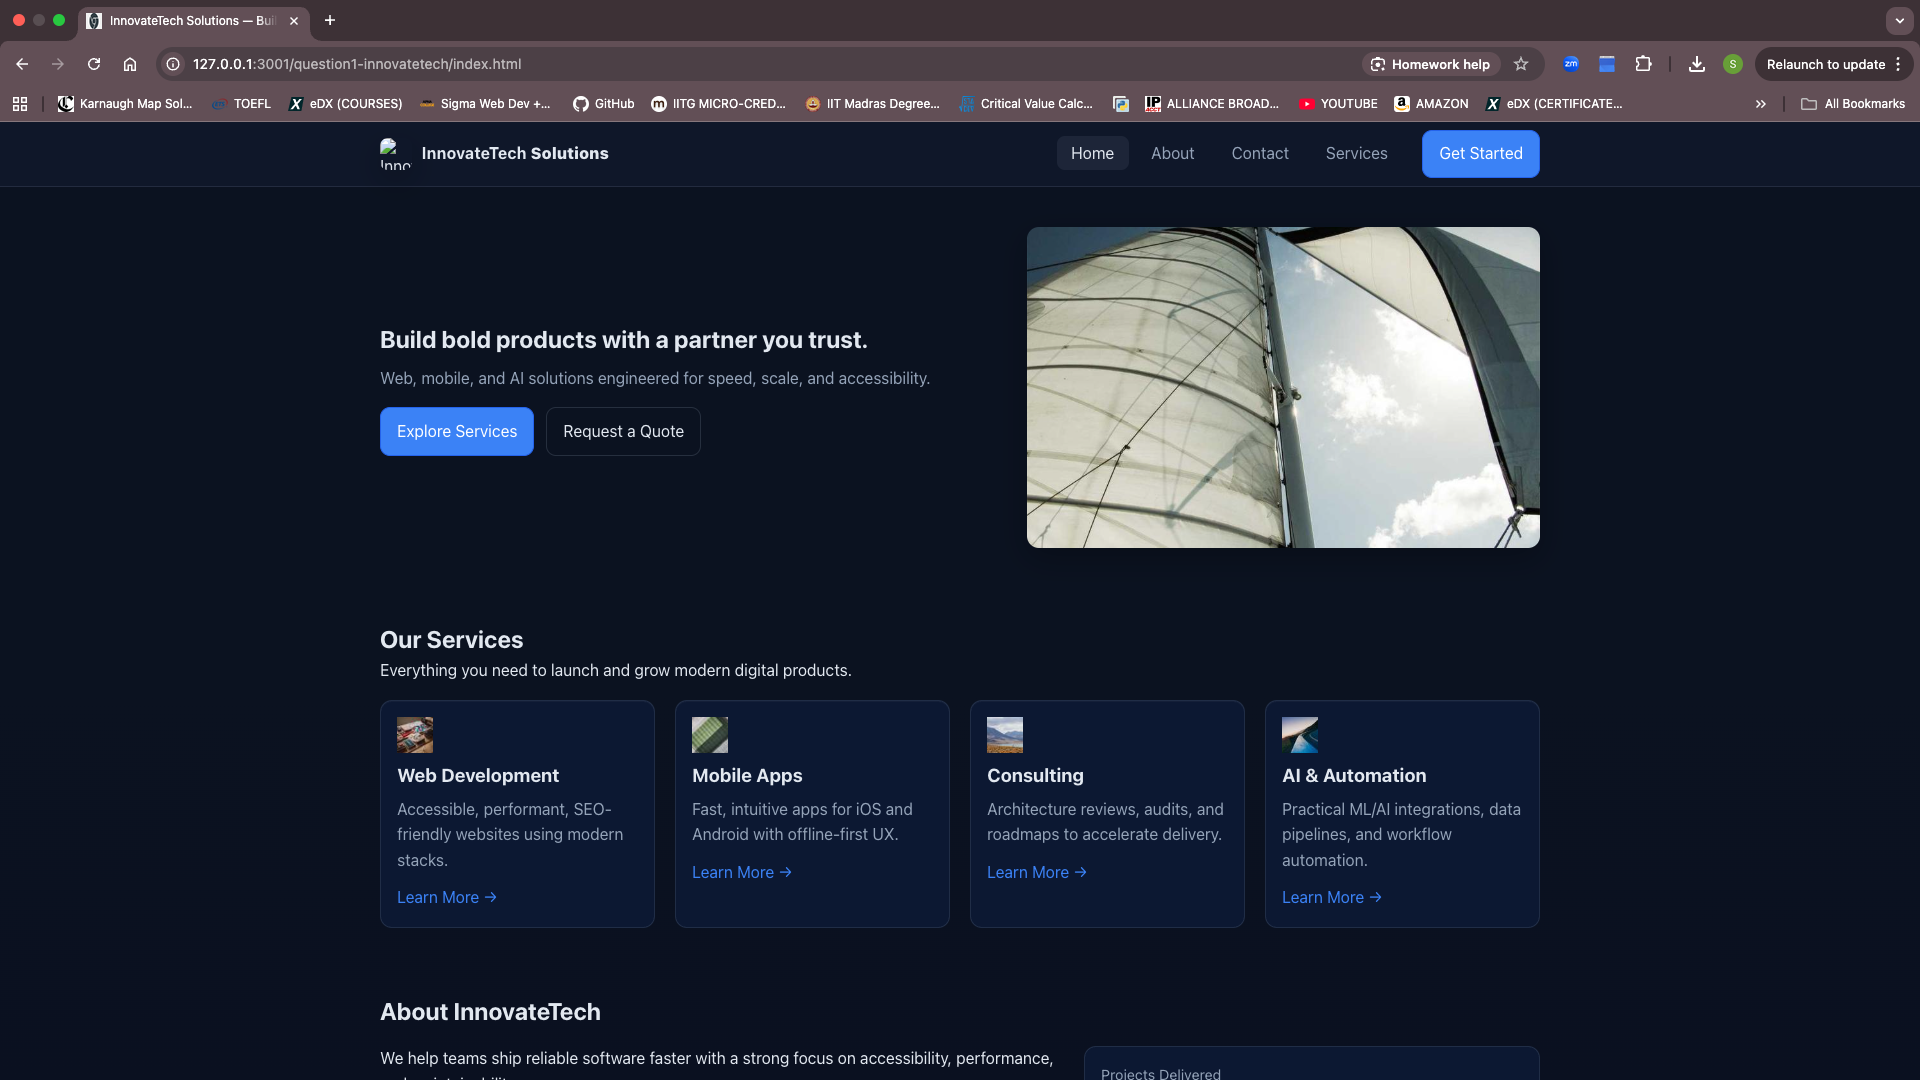 InnovateTech Solutions — Bui
127.0.0.1:3001/question1-innovatetech/index.html
Homework help
zm
S
Relaunch to update
Karnaugh Map Sol...
TOEFL
eDX (COURSES)
Sigma Web Dev +...
GitHub
IITG MICRO-CRED...
IIT Madras Degree...
Critical Value Calc...
ALLIANCE BROAD...
YOUTUBE
AMAZON
eDX (CERTIFICATE...
All Bookmarks
Inno
InnovateTech Solutions
Home
About
Contact
Services
Get Started
Build bold products with a partner you trust.
Web, mobile, and AI solutions engineered for speed, scale, and accessibility.
Explore Services
Request a Quote
Our Services
Everything you need to launch and grow modern digital products.
Web Development
Accessible, performant, SEO-
friendly websites using modern
stacks.
Learn More →
Mobile Apps
Fast, intuitive apps for iOS and
Android with offline-first UX.
Learn More →
Consulting
Architecture reviews, audits, and
roadmaps to accelerate delivery.
Learn More →
AI & Automation
Practical ML/AI integrations, data
pipelines, and workflow
automation.
Learn More →
About InnovateTech
We help teams ship reliable software faster with a strong focus on accessibility, performance,
Projects Delivered